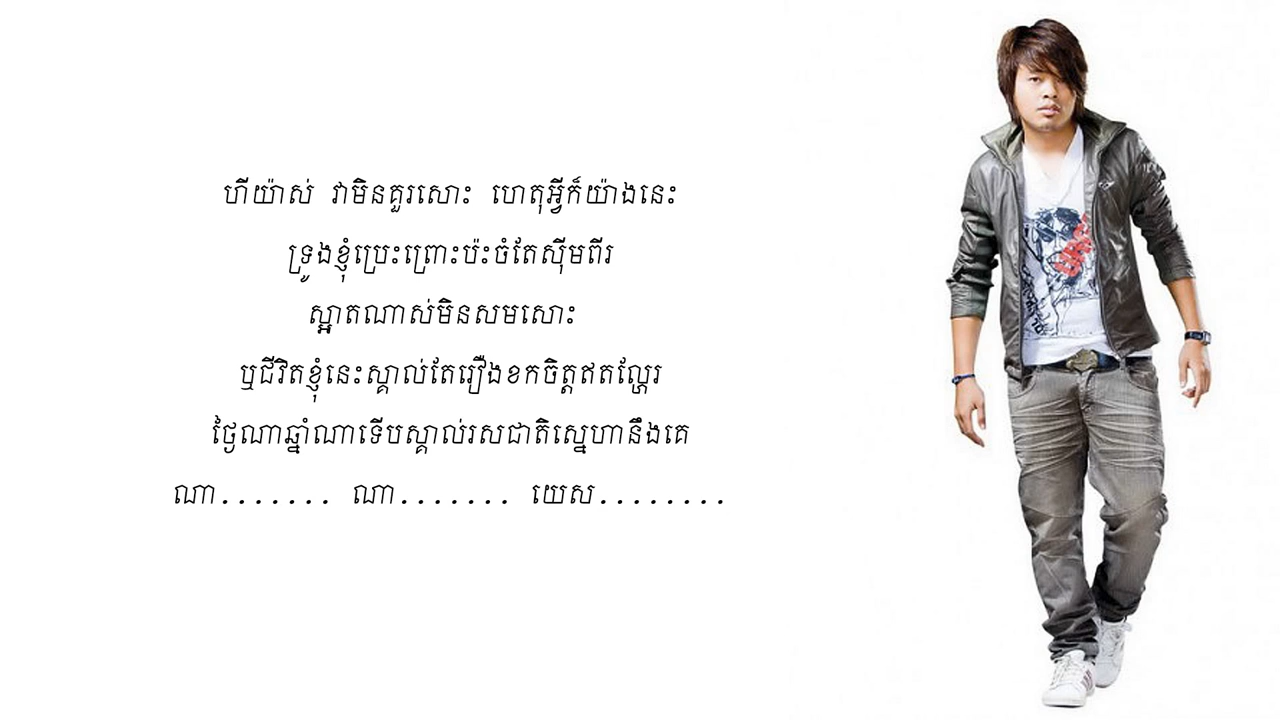 ហីយ៉ាស់ វាមិនគួរសោះ ហេតុអ្វីក៏យ៉ាងនេះ
ទ្រូងខ្ញុំប្រេះព្រោះប៉ះចំតែស៊ីមពីរ
ស្អាតណាស់មិនសមសោះ
ឬជីវិតខ្ញុំនេះស្គាល់តែរឿងខកចិត្តឥតល្ហែរ
ថ្ងៃណាឆ្នាំណាទើបស្គាល់រសជាតិស្នេហានឹងគេ
ណា....... ណា....... យេស........